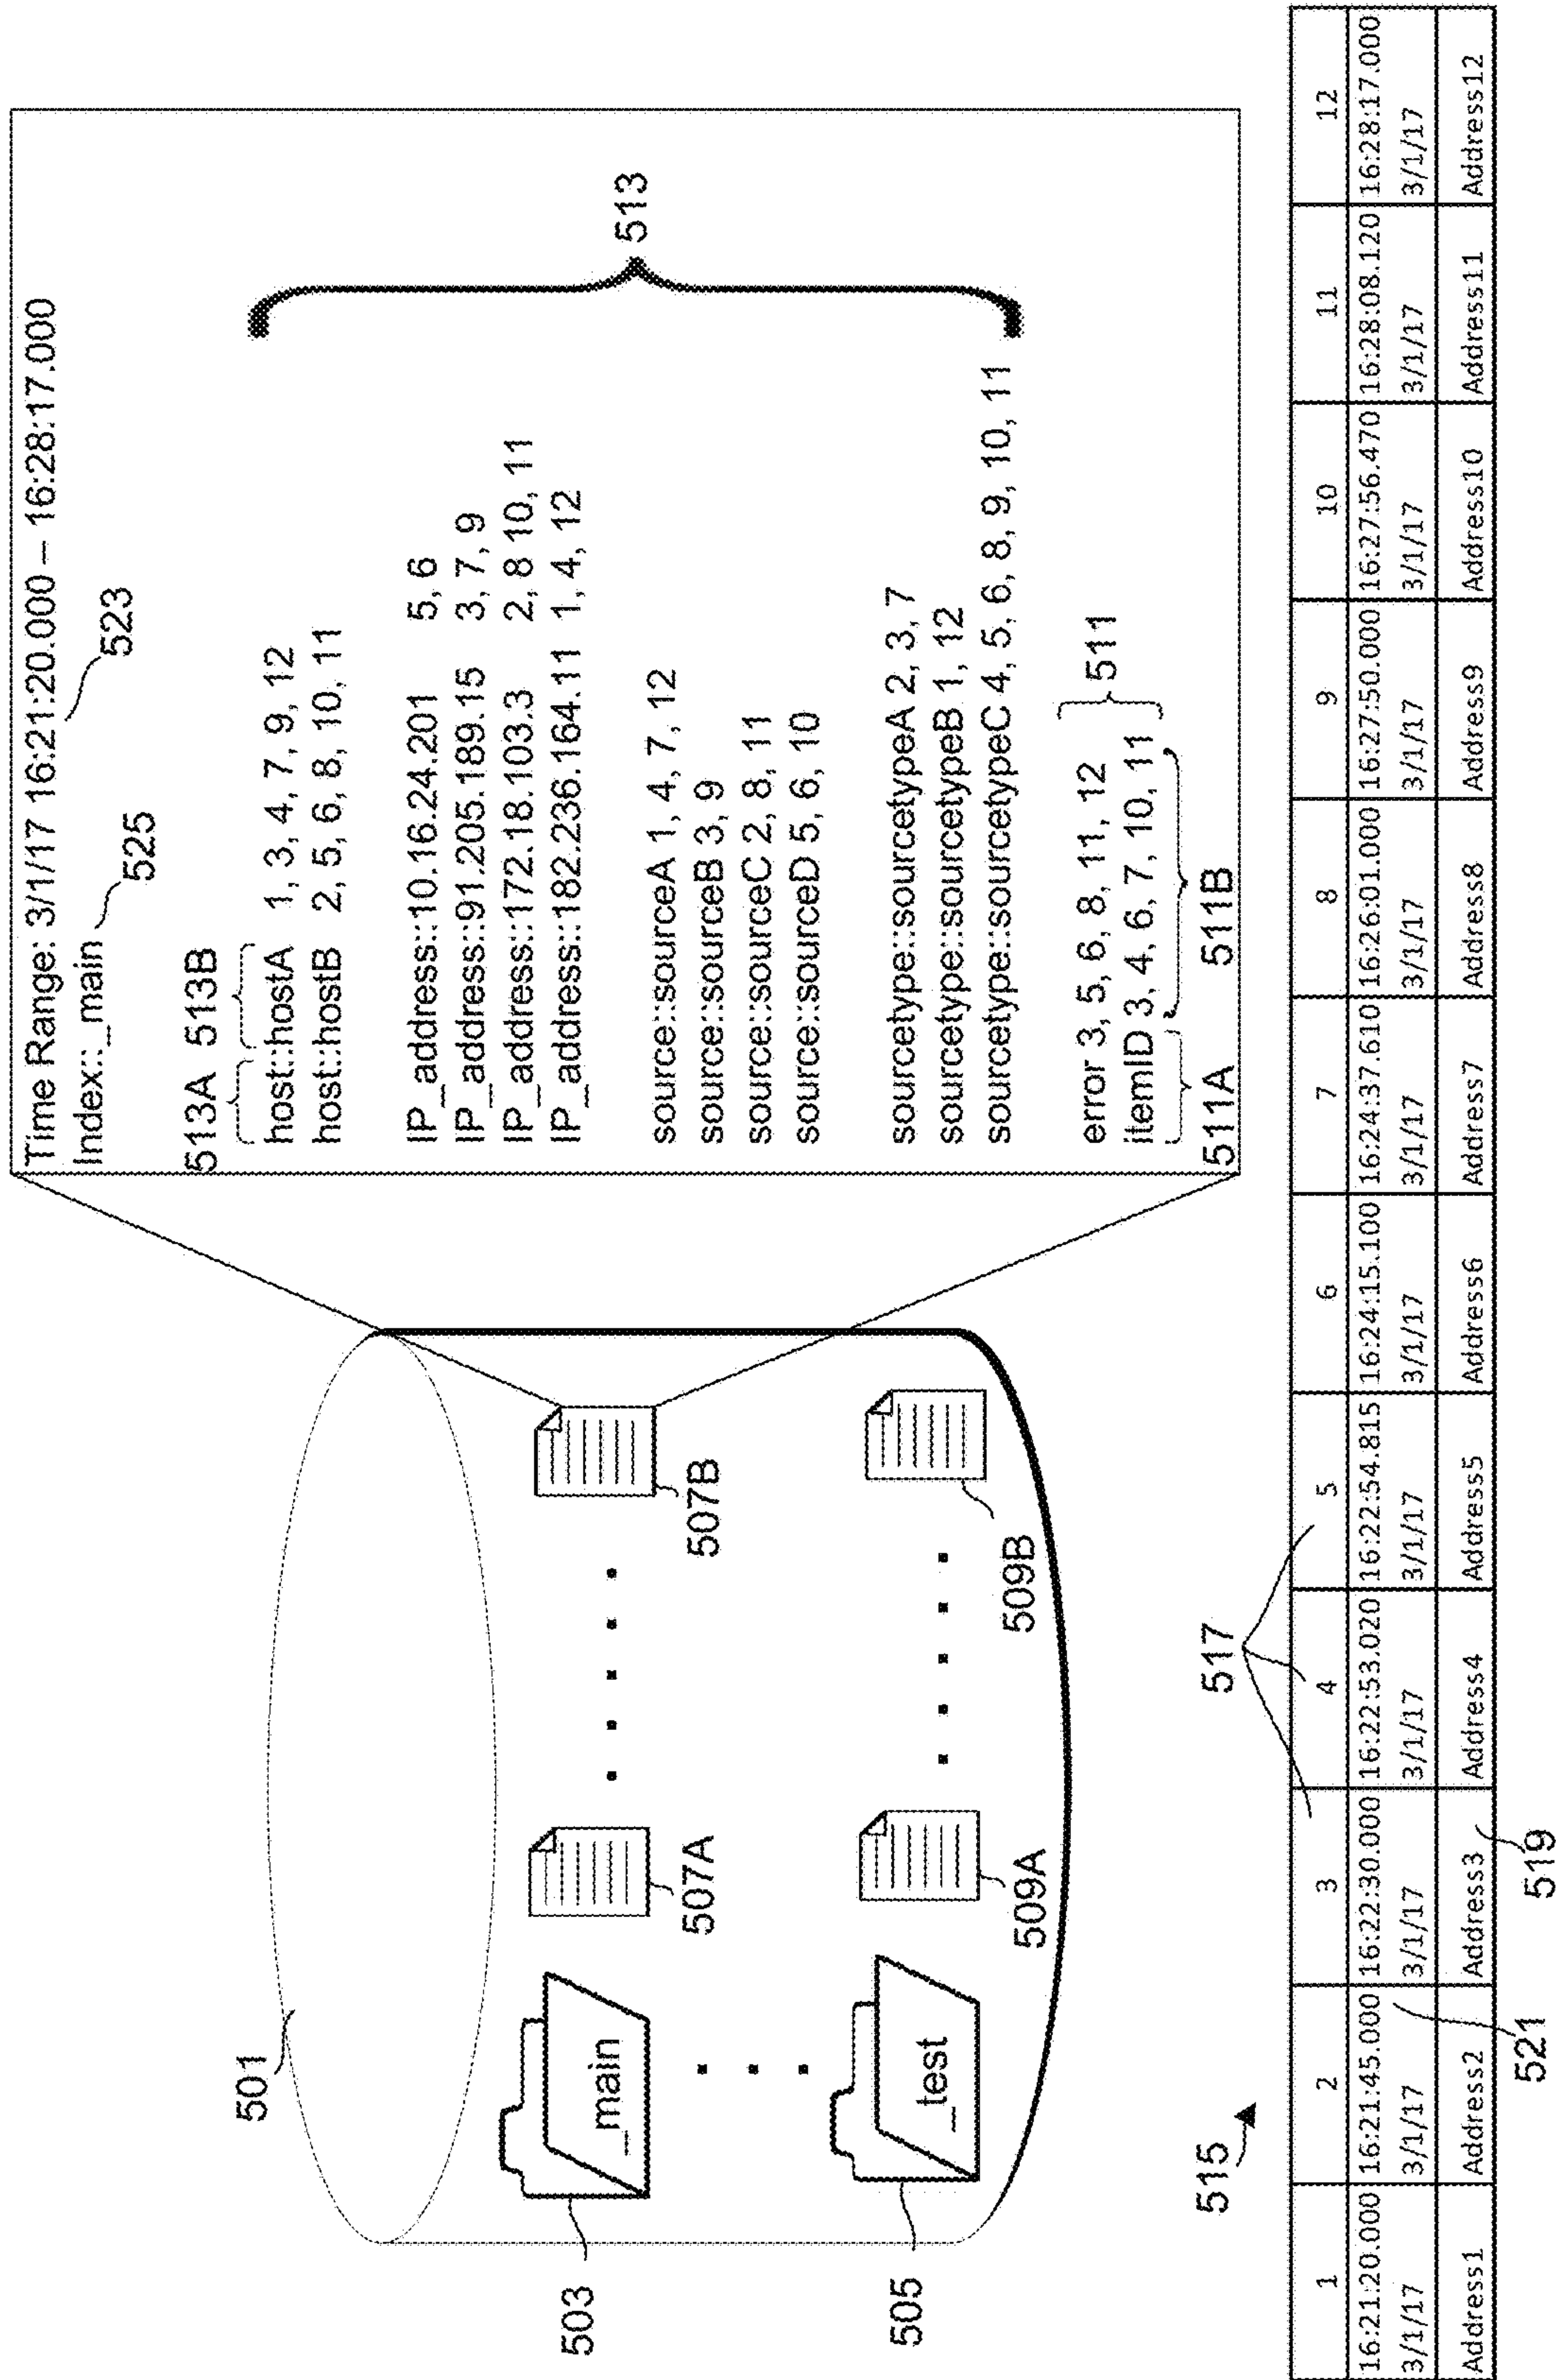 Time Range: 3/1/17 16:21:20.000 – 16:28:17.000
523
Index::_main
525
513A 513B
host::hostA 1, 3, 4, 7, 9, 12
host::hostB 2, 5, 6, 8, 10, 11
IP_address::10.16.24.201 5, 6
IP_address::91.205.189.15 3, 7, 9
IP_address::172.18.103.3 2, 8 10, 11
IP_address::182.236.164.11 1, 4, 12
513
source::sourceA 1, 4, 7, 12
source::sourceB 3, 9
source::sourceC 2, 8, 11
source::sourceD 5, 6, 10
sourcetype::sourcetypeA 2, 3, 7
sourcetype::sourcetypeB 1, 12
sourcetype::sourcetypeC 4, 5, 6, 8, 9, 10, 11
error 3, 5, 6, 8, 11, 12
itemID 3, 4, 6, 7, 10, 11
511
511A 511B
501
503
_main
507A
507B
505
_test
509A
509B
515
517
1 2 3 4 5 6 7 8 9 10 11 12
16:21:20.000 16:21:45.000 16:22:30.000 16:22:53.020 16:22:54.815 16:24:15.100 16:24:37.610 16:26:01.000 16:27:50.000 16:27:56.470 16:28:08.120 16:28:17.000
3/1/17 3/1/17 3/1/17 3/1/17 3/1/17 3/1/17 3/1/17 3/1/17 3/1/17 3/1/17 3/1/17 3/1/17
Address1 Address2 Address3 Address4 Address5 Address6 Address7 Address8 Address9 Address10 Address11 Address12
521
519